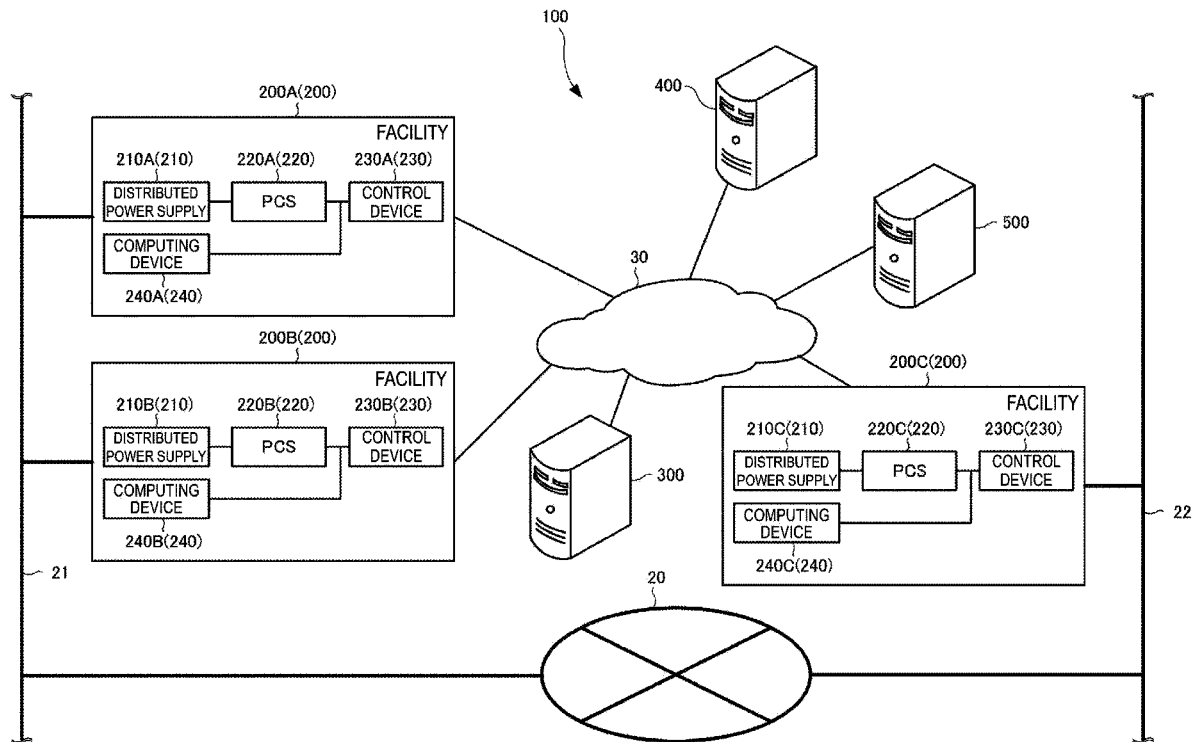 100
400
200A(200)
FACILITY
210A(210)
220A(220)
230A(230)
DISTRIBUTED
POWER SUPPLY
PCS
CONTROL
DEVICE
COMPUTING
DEVICE
240A(240)
500
30
200B(200)
FACILITY
210B(210)
220B(220)
230B(230)
DISTRIBUTED
POWER SUPPLY
PCS
CONTROL
DEVICE
COMPUTING
DEVICE
240B(240)
300
200C(200)
FACILITY
210C(210)
220C(220)
230C(230)
DISTRIBUTED
POWER SUPPLY
PCS
CONTROL
DEVICE
COMPUTING
DEVICE
240C(240)
22
21
20